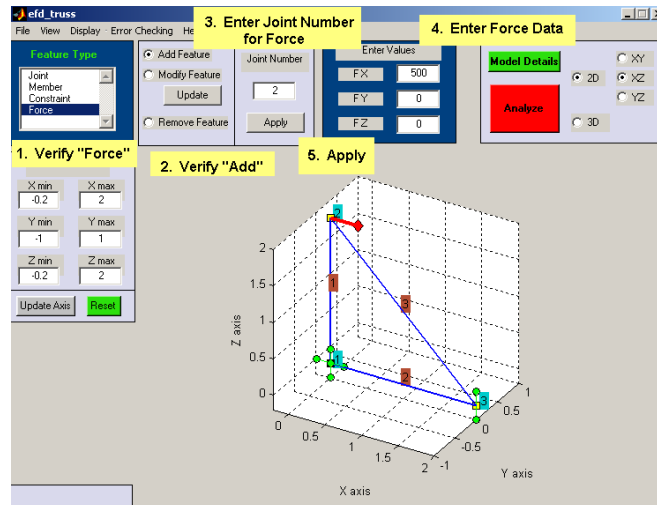 efd_truss
File View Display Error Checking He
3. Enter Joint Number
for Force
4. Enter Force Data
Feature Type
Joint
Member
Constraint
Force
Add Feature
Modify Feature
Update
Remove Feature
Joint Number
2
Apply
Enter Values
FX 500
FY 0
FZ 0
Model Details
Analyze
2D
3D
XY
XZ
YZ
1. Verify "Force"
2. Verify "Add"
5. Apply
X min X max
-0.2 2
Y min Y max
-1 1
Z min Z max
-0.2 2
Update Axis Reset
2
1.5
1
0.5
0
Z axis
0
0.5
1
1.5
2
X axis
-1
-0.5
0
0.5
1
Y axis
2
1
3
1
2
3